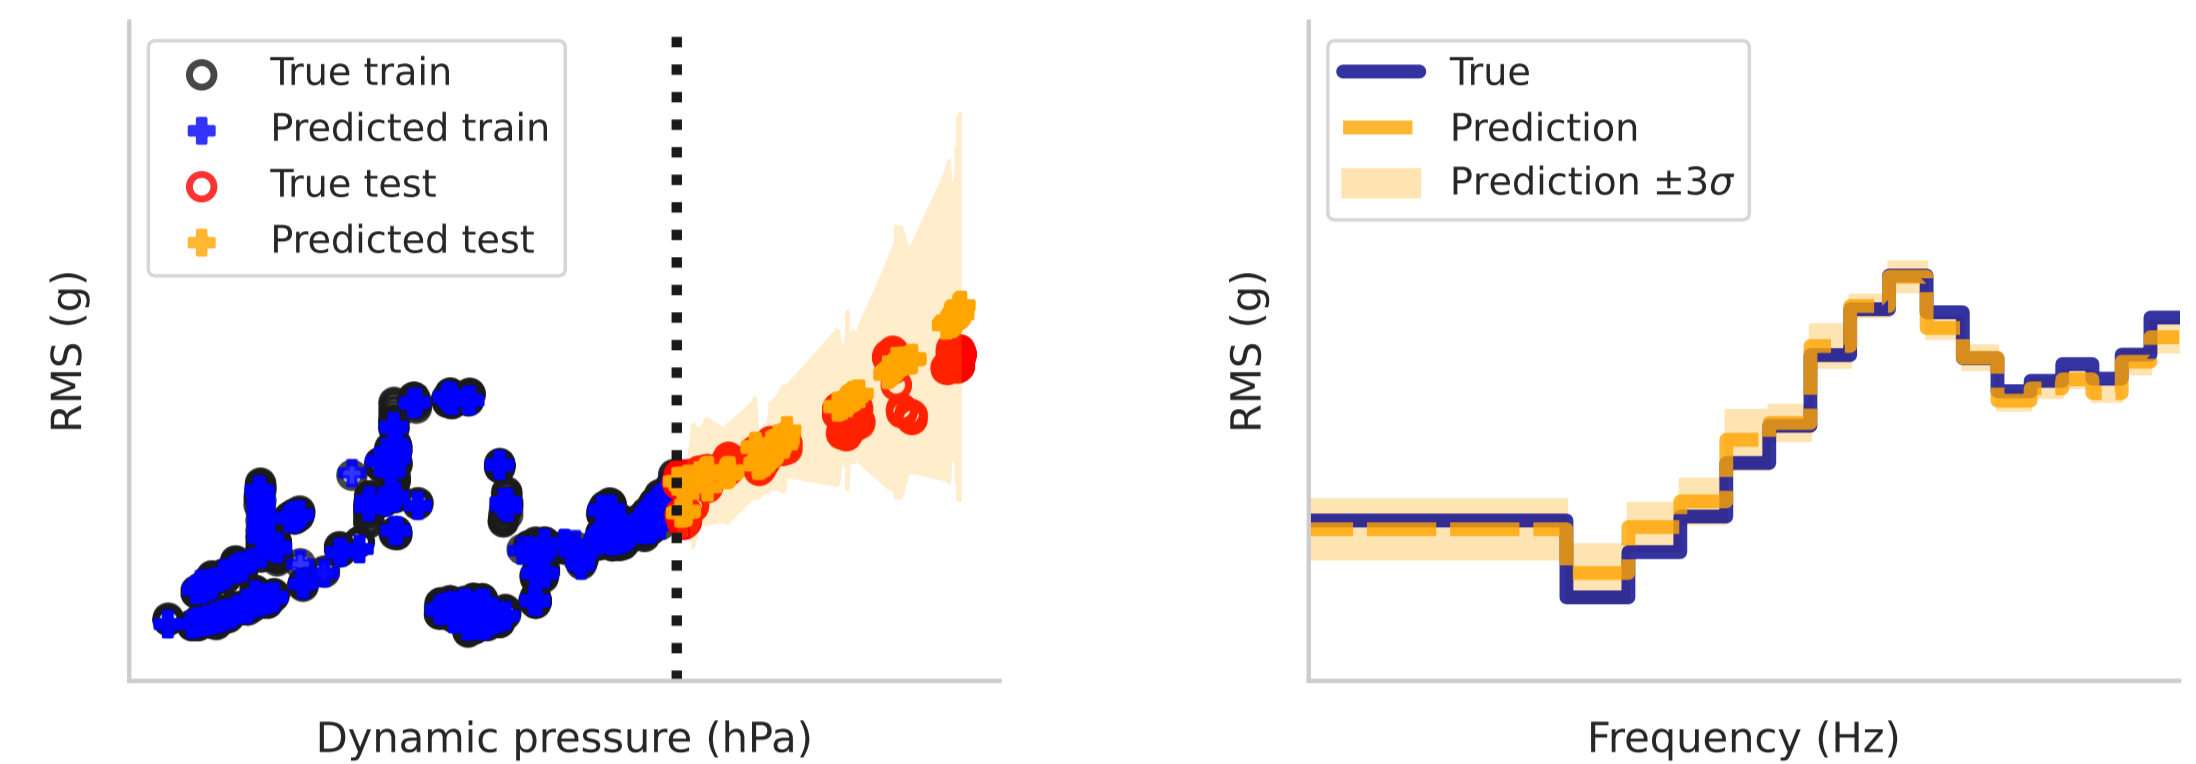 True train
Predicted train
True test
Predicted test
RMS (g)
Dynamic pressure (hPa)
True
Prediction
Prediction ±3σ
RMS (g)
Frequency (Hz)